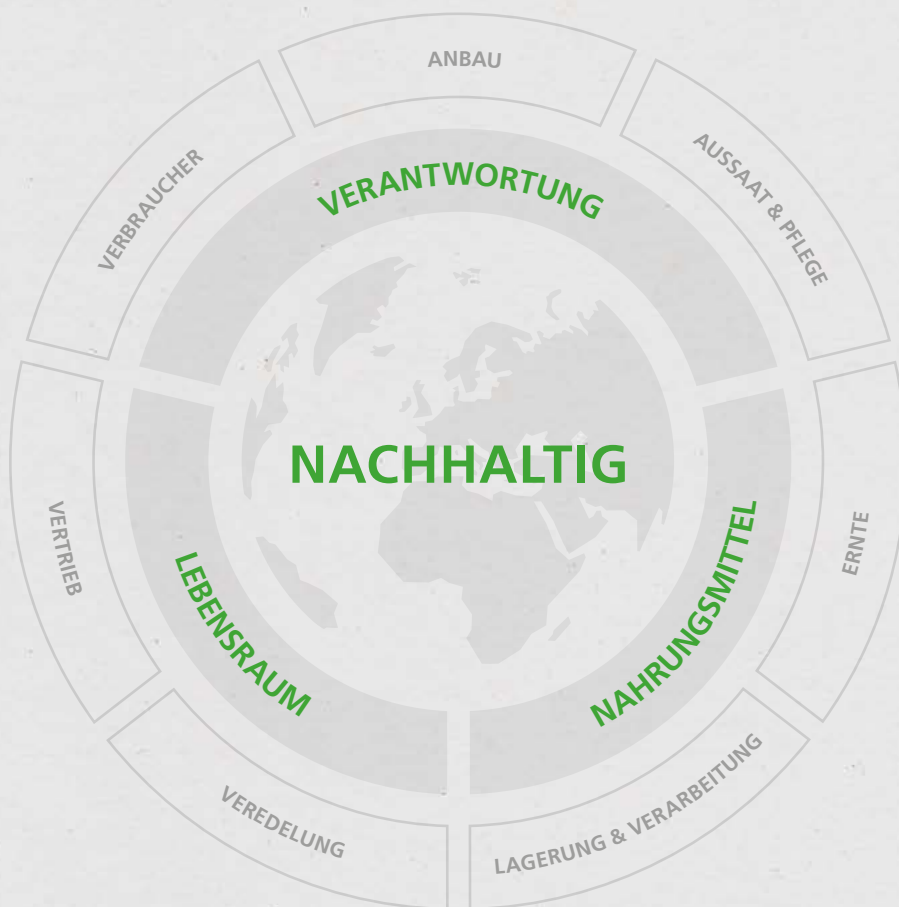 ANBAU
AUSSAAT & PFLEGE
ERNTE
LAGERUNG & VERARBEITUNG
VEREDELUNG
VERTRIEB
VERBRAUCHER
VERANTWORTUNG
NAHRUNGSMITTEL
LEBENSRAUM
NACHHALTIG